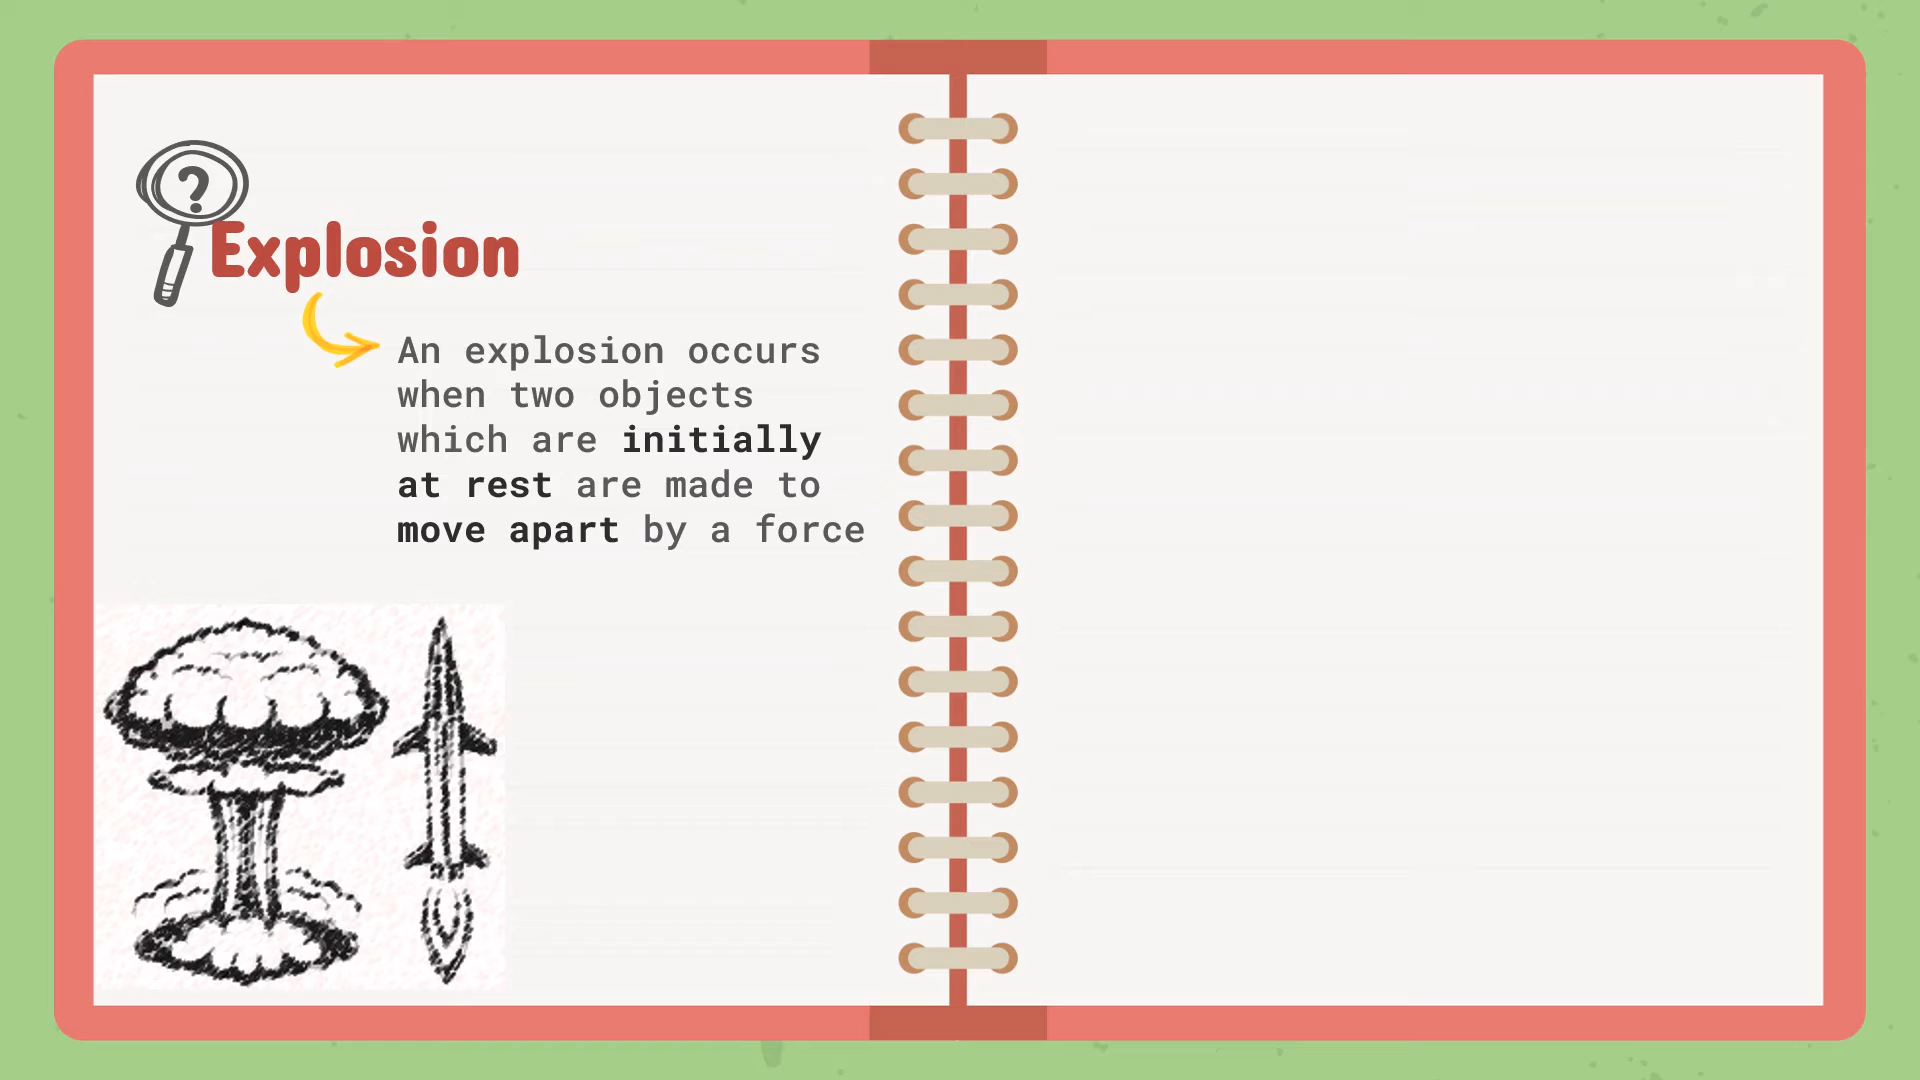 ?
Explosion
An explosion occurs
when two objects
which are initially
at rest are made to
move apart by a force